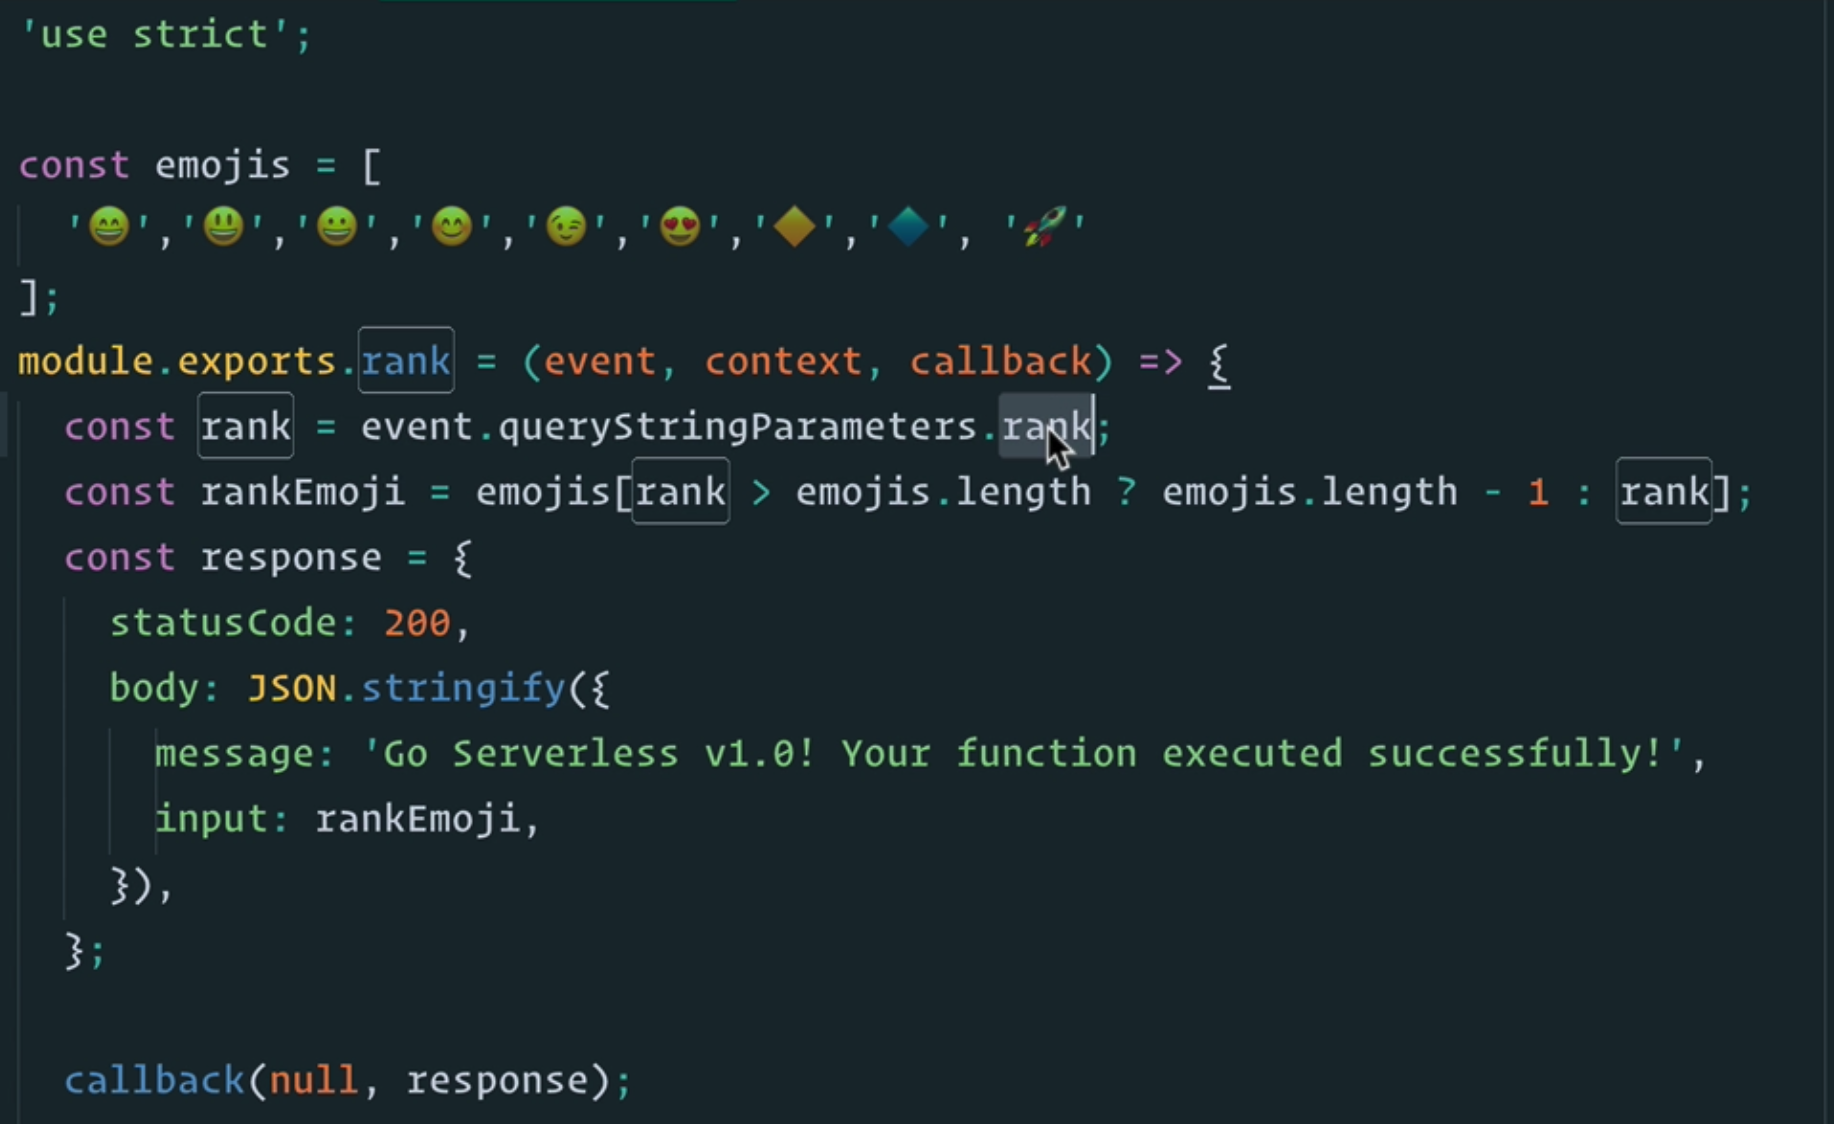 'use strict';
const emojis = [
'😄','😃','😀','😊','😉','😍','🔶','🔷', '🚀'
];
module.exports.rank = (event, context, callback) => {
const rank = event.queryStringParameters.rank;
const rankEmoji = emojis[rank > emojis.length ? emojis.length - 1 : rank];
const response = {
statusCode: 200,
body: JSON.stringify({
message: 'Go Serverless v1.0! Your function executed successfully!',
input: rankEmoji,
}),
};
callback(null, response);